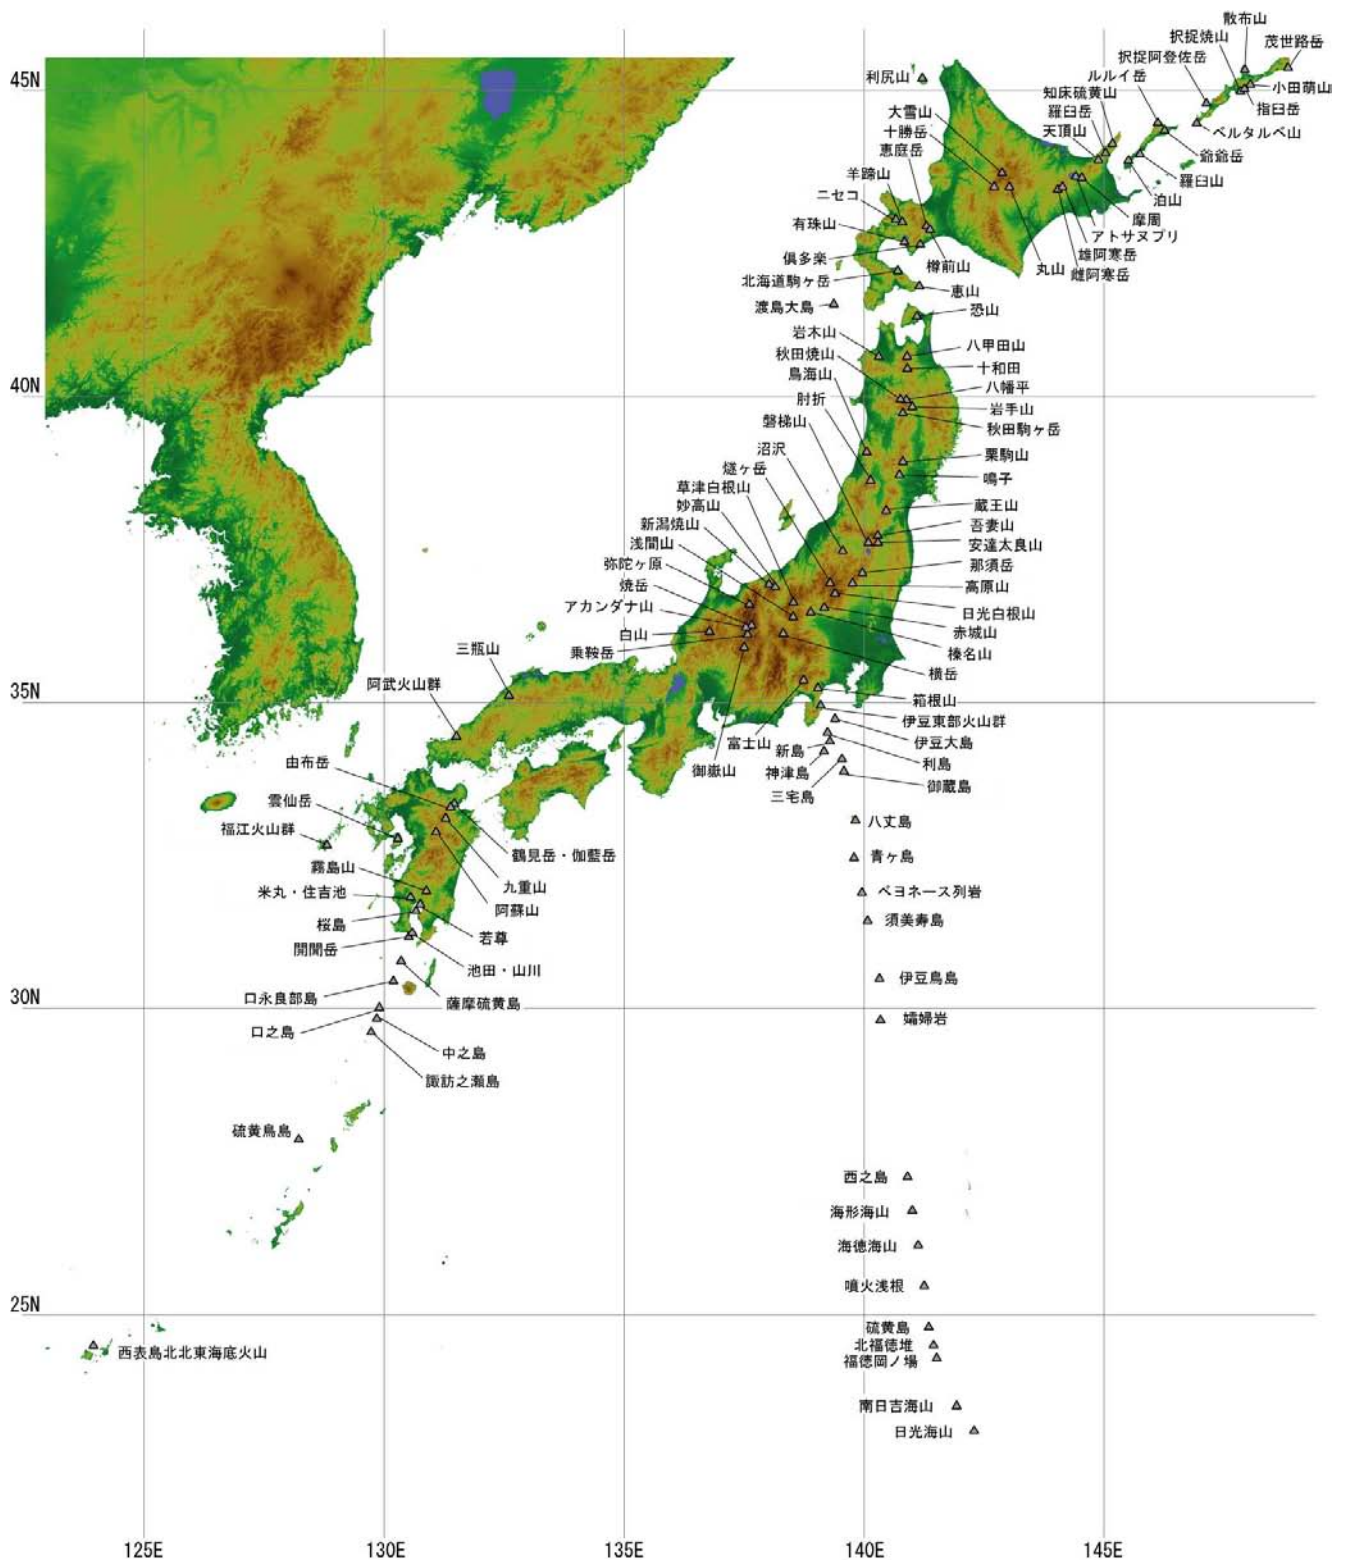 散布山
択捉焼山
茂世路岳
択捉阿登佐岳
ルルイ岳
小田萌山
利尻山
45N
知床硫黄山
指臼岳
大雪山
羅臼岳
ベルタルベ山
十勝岳
天頂山
恵庭岳
爺爺岳
羊蹄山
羅臼山
ニセコ
泊山
有珠山
摩周
アトサヌプリ
倶多楽
雄阿寒岳
樽前山
丸山
雌阿寒岳
北海道駒ヶ岳
恵山
渡島大島
恐山
岩木山
八甲田山
秋田焼山
十和田
鳥海山
40N
八幡平
肘折
岩手山
磐梯山
秋田駒ヶ岳
沼沢
栗駒山
燧ヶ岳
鳴子
草津白根山
妙高山
蔵王山
新潟焼山
吾妻山
浅間山
安達太良山
弥陀ヶ原
那須岳
焼岳
高原山
アカンダナ山
日光白根山
白山
赤城山
三瓶山
乗鞍岳
榛名山
横岳
阿武火山群
35N
箱根山
伊豆東部火山群
富士山
伊豆大島
新島
由布岳
利島
御嶽山
神津島
御蔵島
三宅島
雲仙岳
福江火山群
八丈島
鶴見岳・伽藍岳
青ヶ島
霧島山
九重山
米丸・住吉池
ベヨネース列岩
阿蘇山
桜島
須美寿島
若尊
開聞岳
池田・山川
伊豆鳥島
口永良部島
30N
薩摩硫黄島
孀婦岩
口之島
中之島
諏訪之瀬島
硫黄鳥島
西之島
海形海山
海徳海山
噴火浅根
25N
硫黄島
北福徳堆
西表島北北東海底火山
福徳岡ノ場
南日吉海山
日光海山
125E
130E
135E
140E
145E